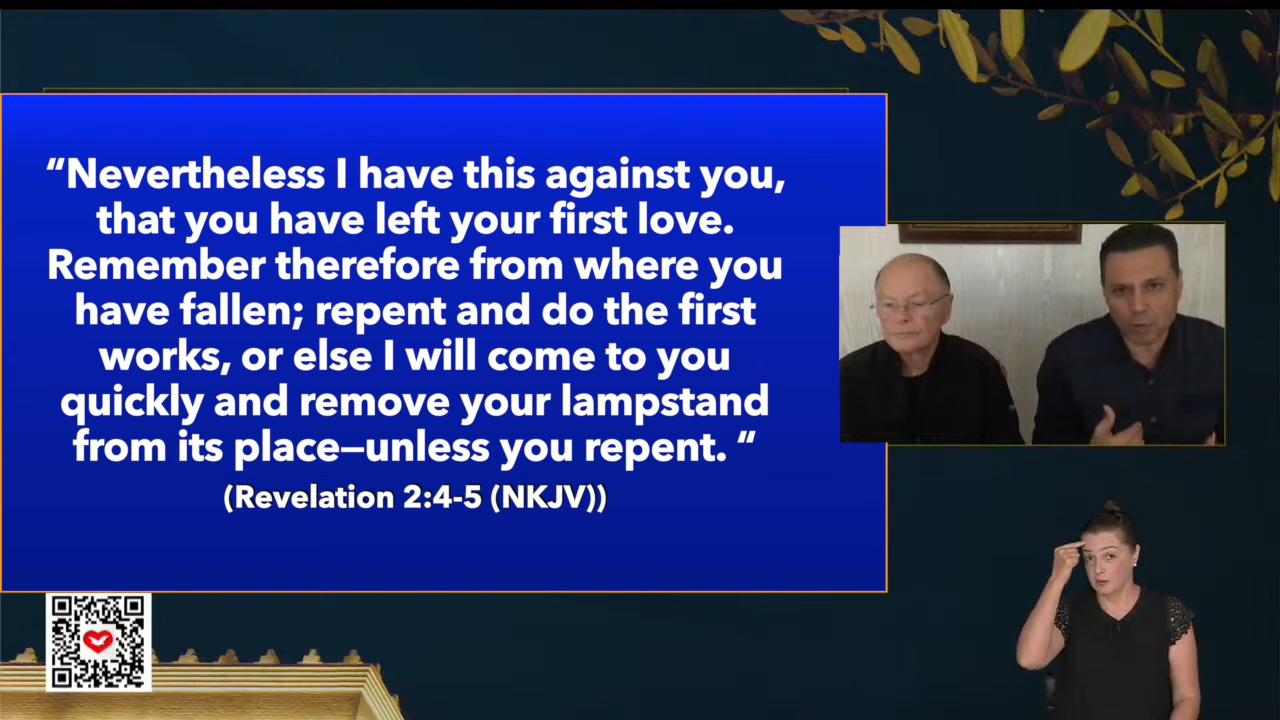 “Nevertheless I have this against you,
that you have left your first love.
Remember therefore from where you
have fallen; repent and do the first
works, or else I will come to you
quickly and remove your lampstand
from its place—unless you repent. “
(Revelation 2:4-5 (NKJV))